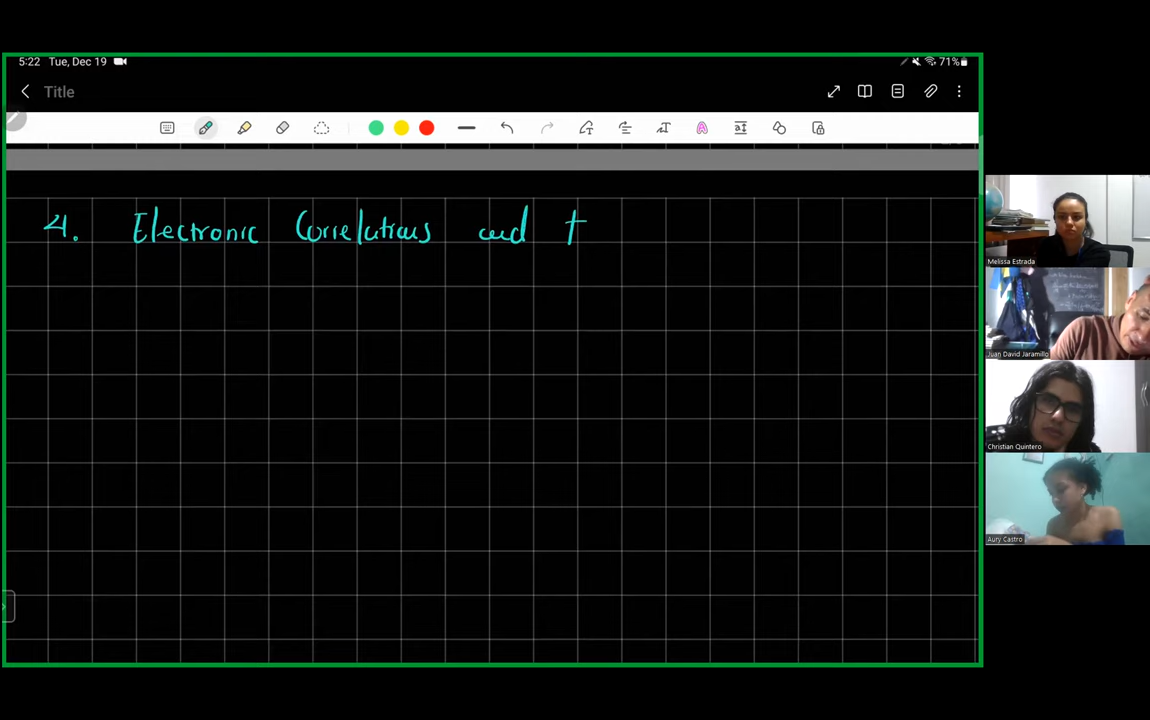 5:22 Tue, Dec 19 71%
Title
4. Electronic Correlations and t
Melissa Estrada
Juan David Jaramillo
Christian Quintero
Aury Castro